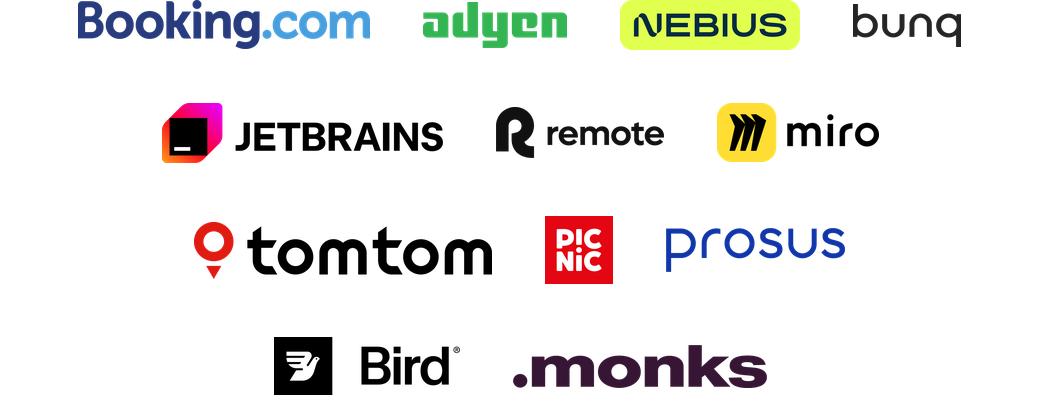 Booking.com adyen NEBIUS bunq
JETBRAINS remote miro
tomtom PIC NiC prosus
Bird® .monks